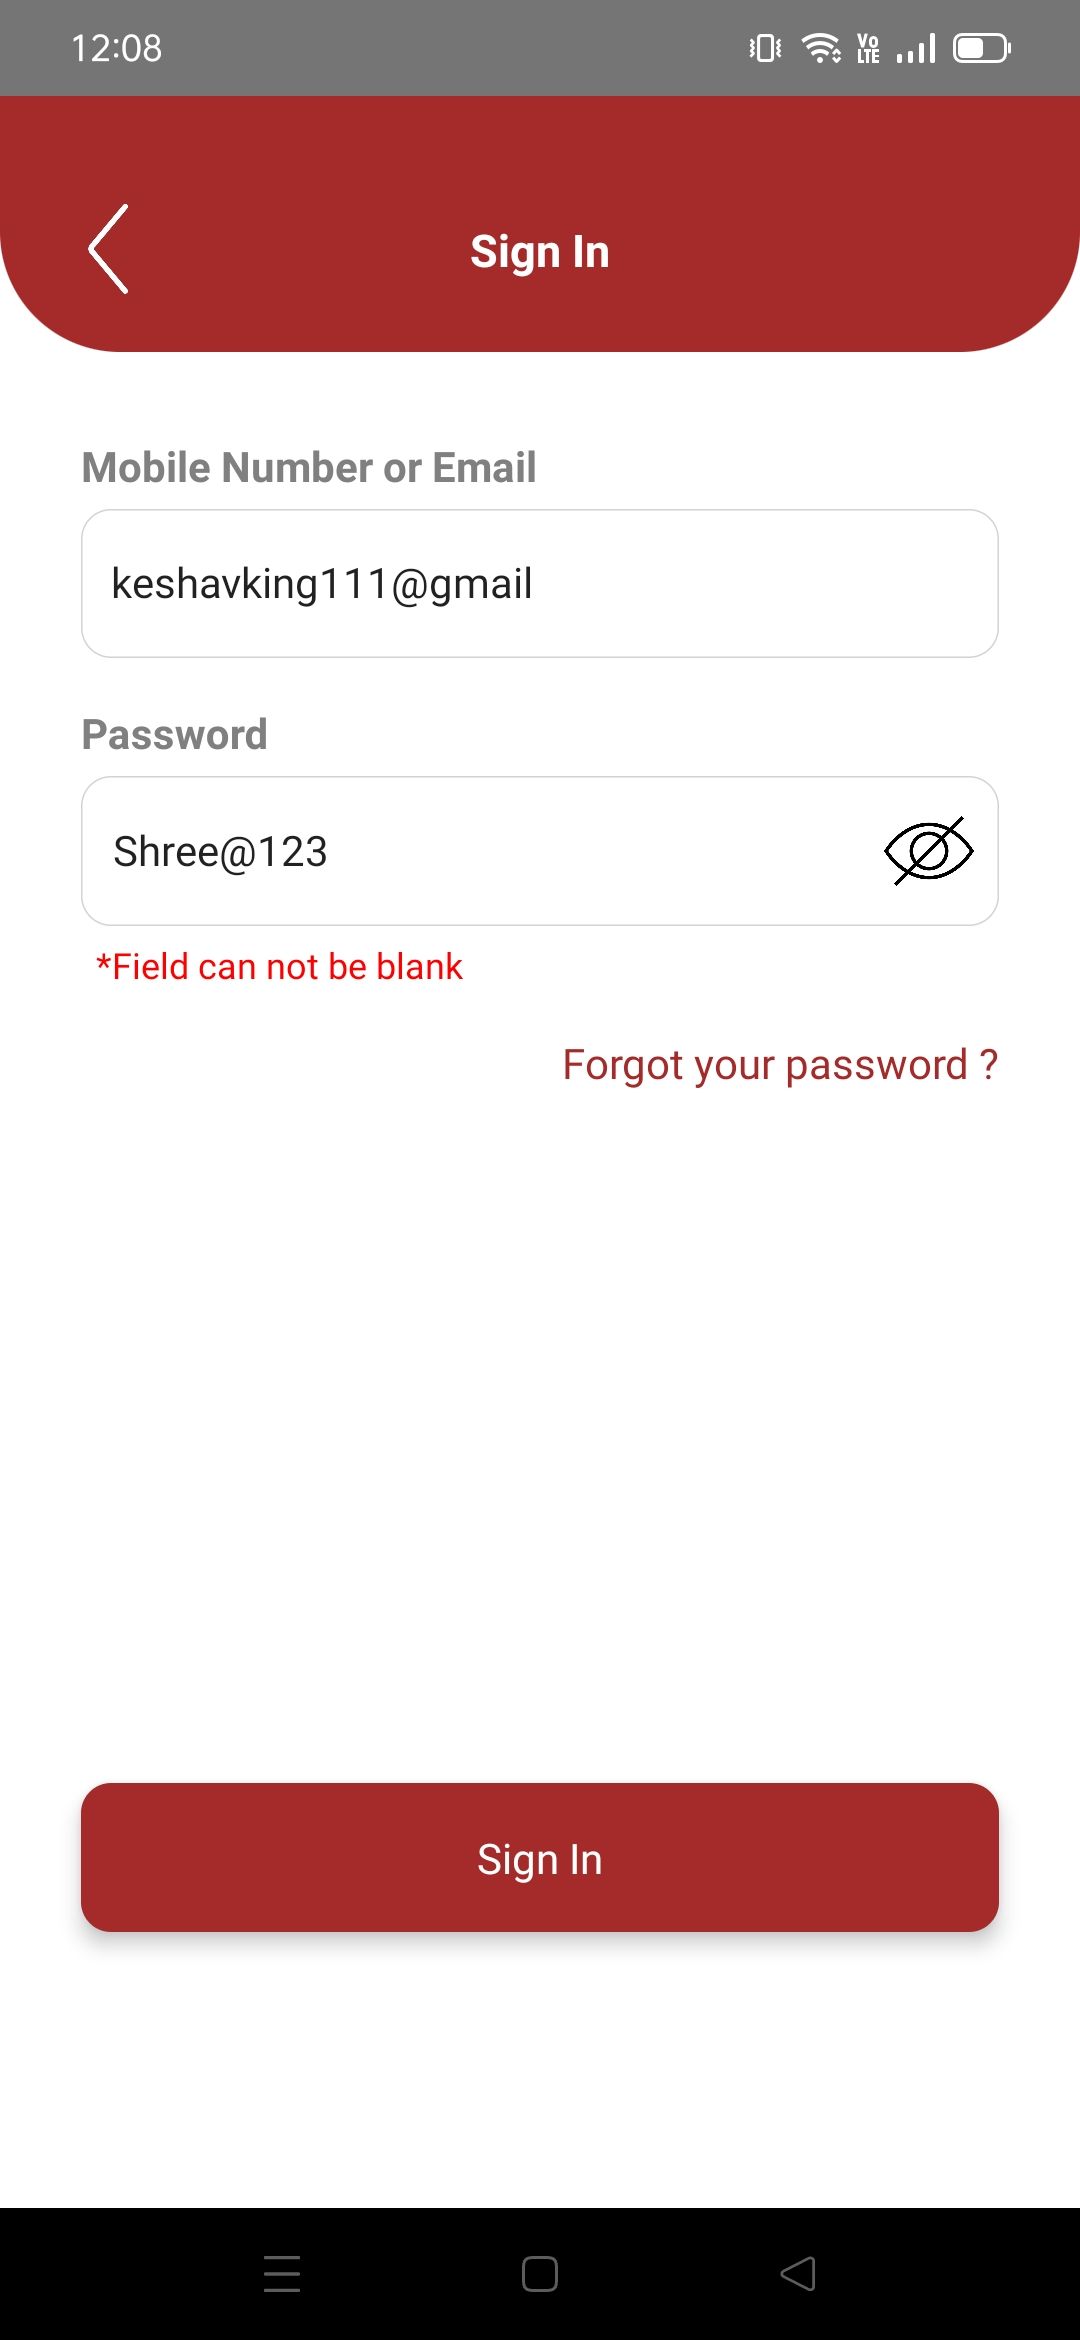 12:08
Vo
LTE
Sign In
Mobile Number or Email
keshavking111@gmail
Password
Shree@123
*Field can not be blank
Forgot your password ?
Sign In